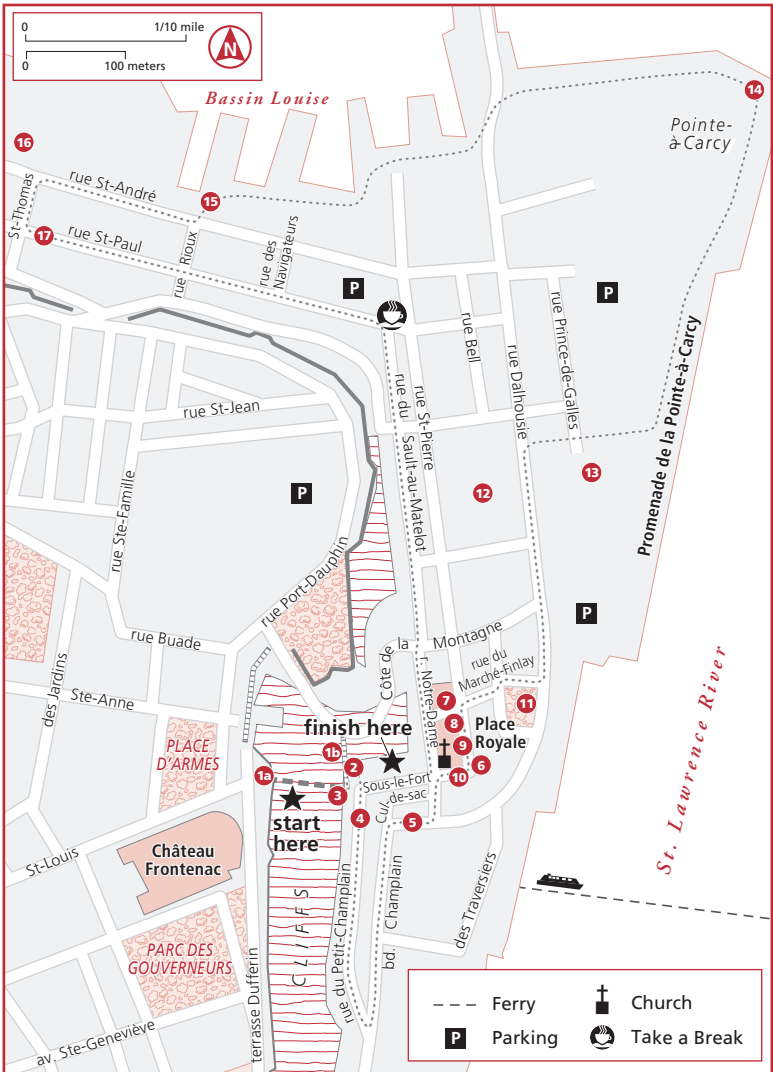 0 1/10 mile
N
0 100 meters
Bassin Louise
14
Pointe-
à-Carcy
16
rue St-André
15
St-Thomas
17
rue St-Paul
rue Rioux
rue des
Navigateurs
P
P
rue Bell
rue Prince-de-Galles
rue Dalhousie
rue du
Sault-au-Matelot
rue St-Pierre
rue St-Jean
Promenade de la Pointe-à-Carcy
13
12
P
rue Ste-Famille
rue Port-Dauphin
P
rue Buade
Côte de la Montagne
rue du
Marché-Finlay
r. Notre-Dame
des Jardins
Ste-Anne
7
11
8
Place
Royale
9
6
10
finish here
PLACE
D'ARMES
1b
2
1a
3
Sous-le-Fort
Cul-de-sac
4
5
start
here
St. Lawrence River
St-Louis
Château
Frontenac
CLIFFS
rue du Petit-Champlain
bd. Champlain
des Traversiers
PARC DES
GOUVERNEURS
terrasse Dufferin
av. Ste-Geneviève
Ferry
Church
P Parking
Take a Break